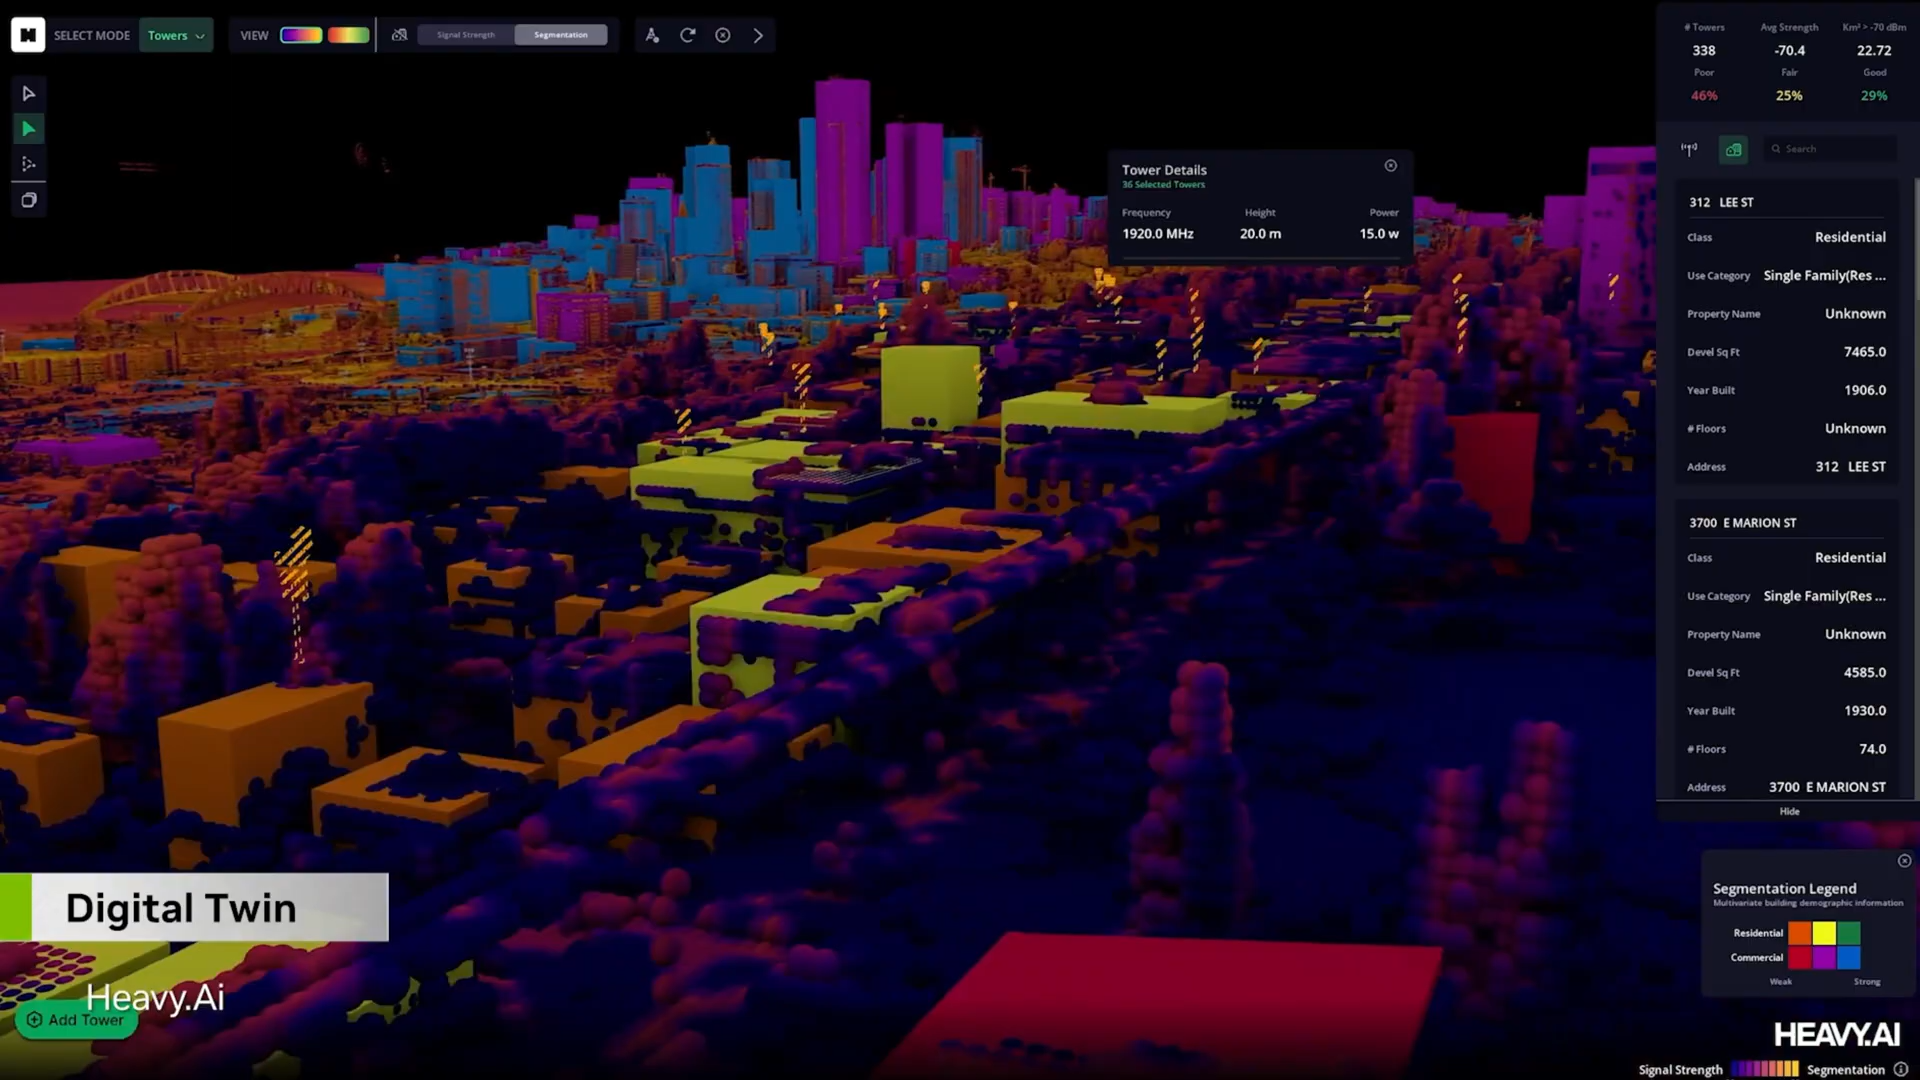 SELECT MODE
Towers
VIEW
Signal Strength
Segmentation
# Towers
Avg Strength
Km² > -70 dBm
338
-70.4
22.72
Poor
Fair
Good
46%
25%
29%
Search
Tower Details
36 Selected Towers
Frequency
Height
Power
1920.0 MHz
20.0 m
15.0 w
312 LEE ST
Class
Residential
Use Category
Single Family(Res ...
Property Name
Unknown
Devel Sq Ft
7465.0
Year Built
1906.0
# Floors
Unknown
Address
312 LEE ST
3700 E MARION ST
Class
Residential
Use Category
Single Family(Res ...
Property Name
Unknown
Devel Sq Ft
4585.0
Year Built
1930.0
# Floors
74.0
Address
3700 E MARION ST
Hide
Segmentation Legend
Multivariate building demographic information
Residential
Commercial
Weak
Strong
Digital Twin
Heavy.Ai
Add Tower
HEAVY.AI
Signal Strength
Segmentation